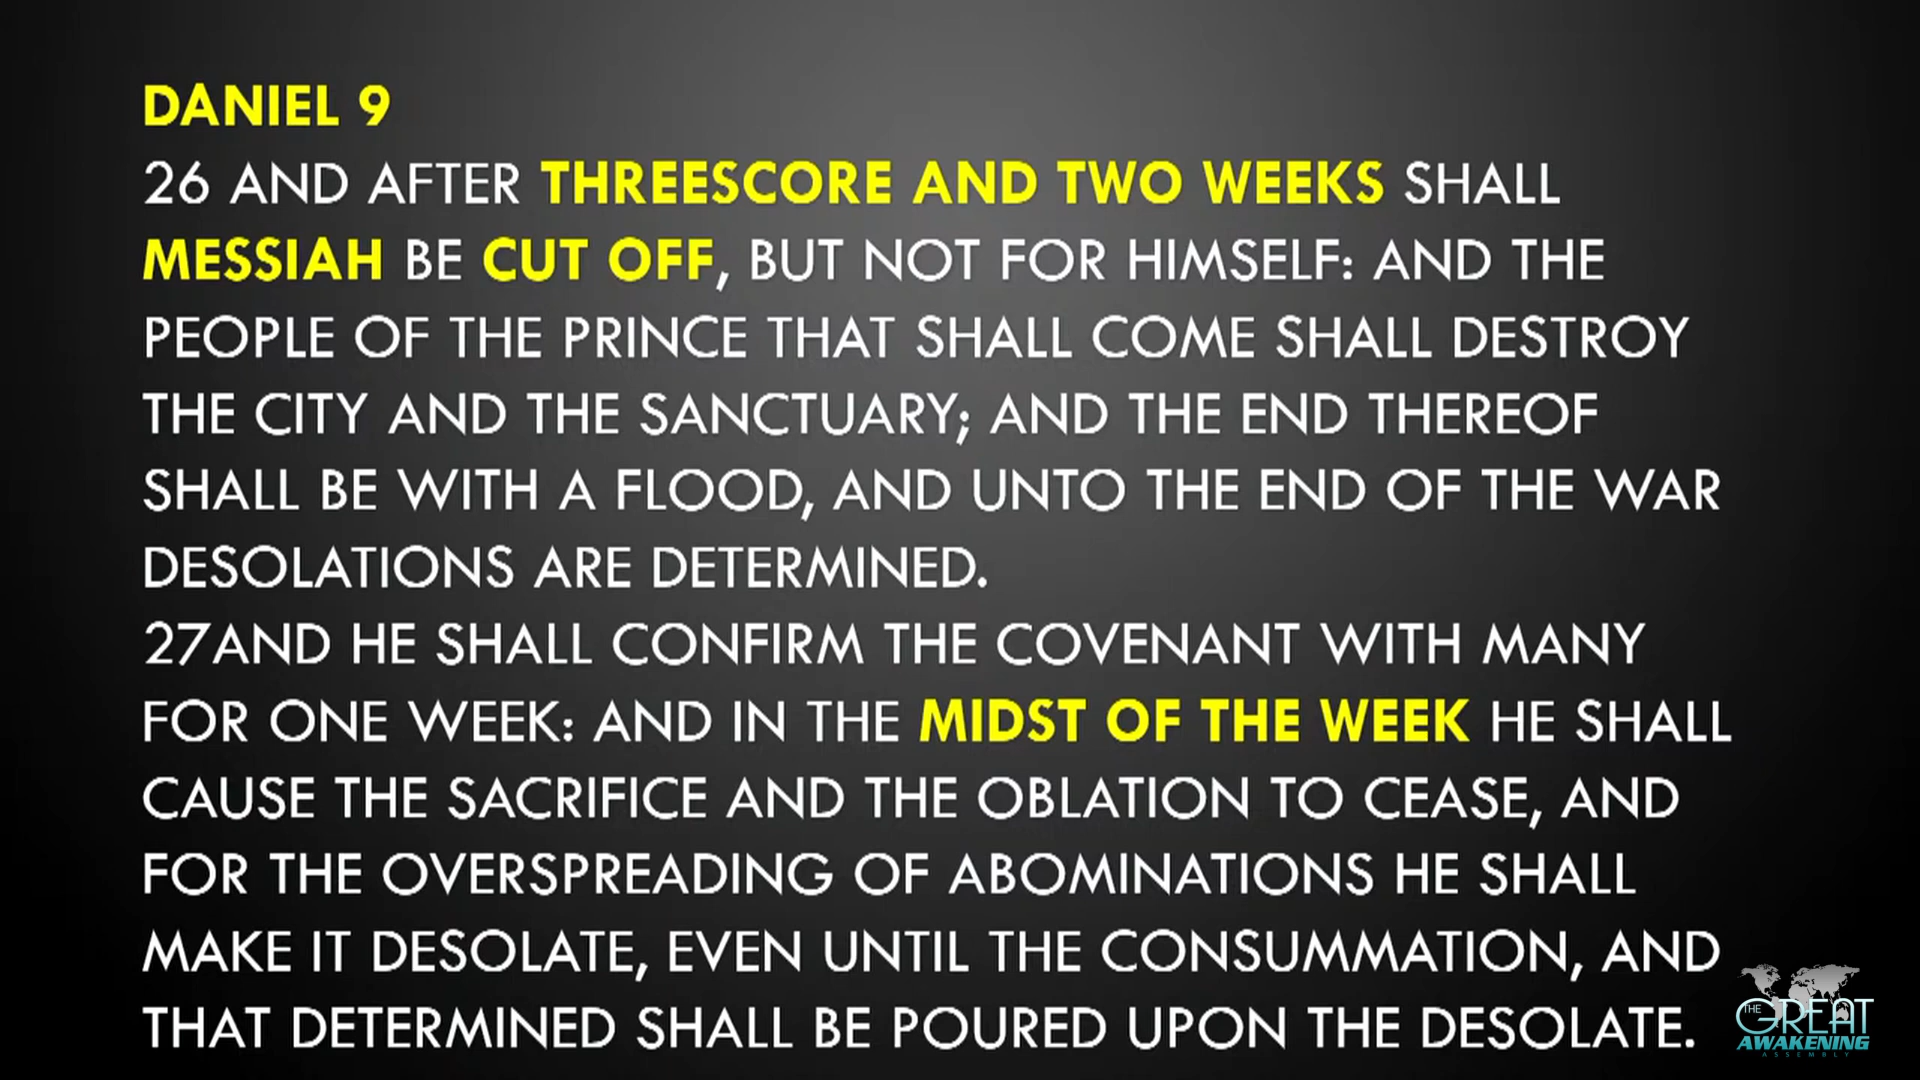 DANIEL 9
26 AND AFTER THREESCORE AND TWO WEEKS SHALL
MESSIAH BE CUT OFF, BUT NOT FOR HIMSELF: AND THE
PEOPLE OF THE PRINCE THAT SHALL COME SHALL DESTROY
THE CITY AND THE SANCTUARY; AND THE END THEREOF
SHALL BE WITH A FLOOD, AND UNTO THE END OF THE WAR
DESOLATIONS ARE DETERMINED.
27AND HE SHALL CONFIRM THE COVENANT WITH MANY
FOR ONE WEEK: AND IN THE MIDST OF THE WEEK HE SHALL
CAUSE THE SACRIFICE AND THE OBLATION TO CEASE, AND
FOR THE OVERSPREADING OF ABOMINATIONS HE SHALL
MAKE IT DESOLATE, EVEN UNTIL THE CONSUMMATION, AND
THAT DETERMINED SHALL BE POURED UPON THE DESOLATE.
THE GREAT
AWAKENING
ASSEMBLY